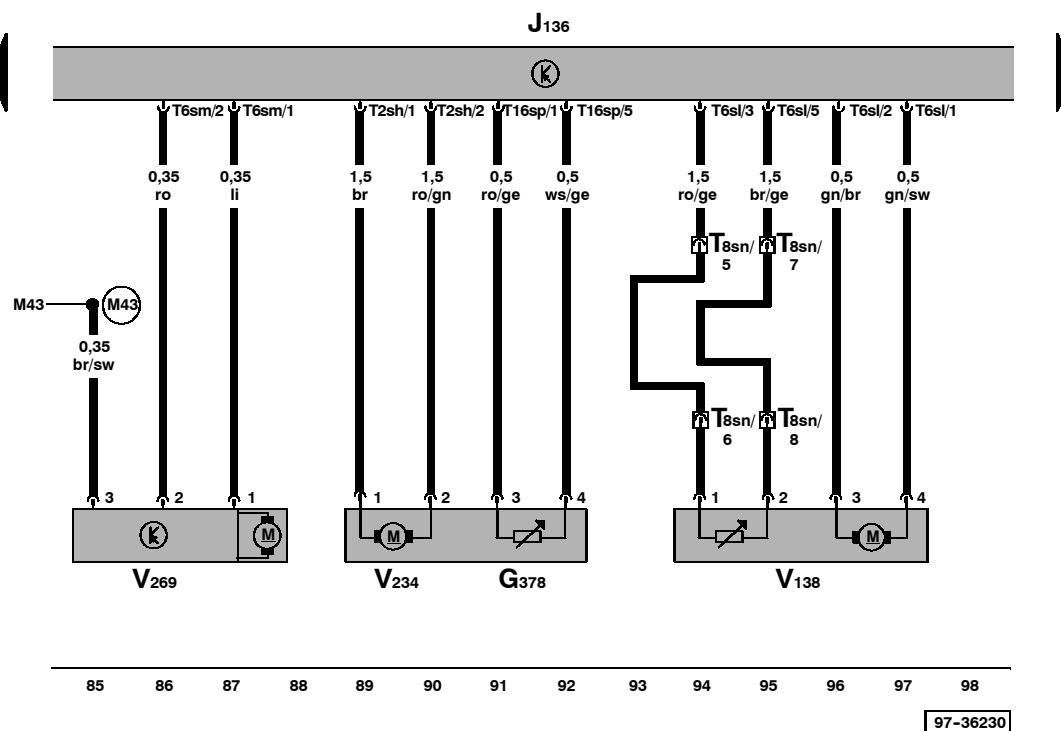 J136
T6sm/2 T6sm/1 T2sh/1 T2sh/2 T16sp/1 T16sp/5 T6sl/3 T6sl/5 T6sl/2 T6sl/1
0,35 0,35 1,5 1,5 0,5 0,5 1,5 1,5 0,5 0,5
ro li br ro/gn ro/ge ws/ge ro/ge br/ge gn/br gn/sw
T8sn/ T8sn/
5 7
M43 M43
0,35
br/sw
T8sn/ T8sn/
6 8
3 2 1 1 2 3 4 1 2 3 4
M M M
V269 V234 G378 V138
85 86 87 88 89 90 91 92 93 94 95 96 97 98
97-36230